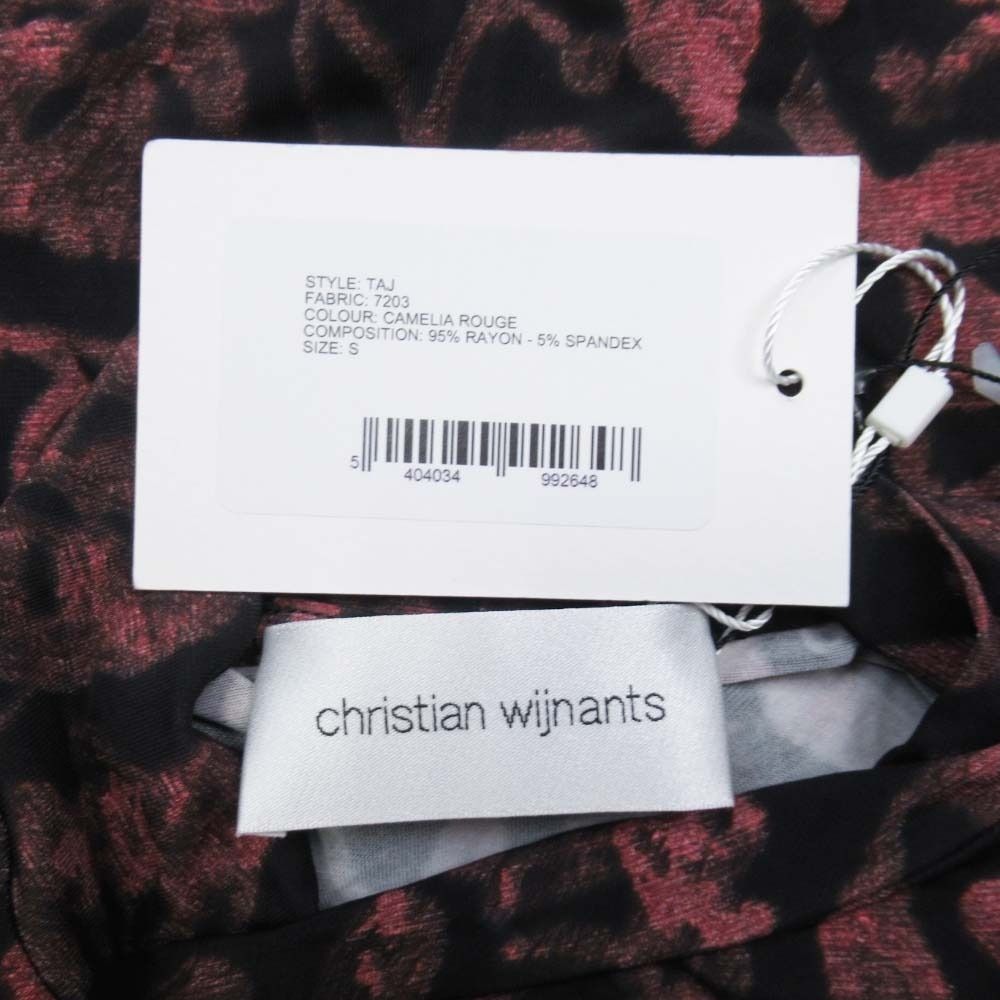 STYLE: TAJ
FABRIC: 7203
COLOUR: CAMELIA ROUGE
COMPOSITION: 95% RAYON - 5% SPANDEX
SIZE: S
5 404034 992648
christian wijnants